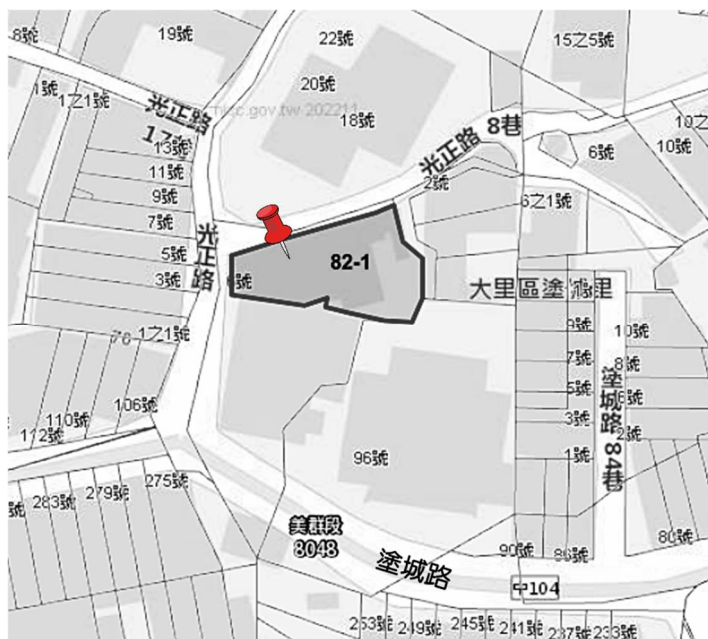 8號
19號
22號
15之5號
1號
1之1號
20號
18號
光正路
nlsc.gov.tw 202211
13號
11號
9號
7號
5號
3號
光正路 8巷
2號
6號
10號
6之1號
光正路
82-1
大里區塗城里
1之1號
106號
110號
112號
9號
7號
5號
3號
1號
10號
8號
6號
2號
塗城路 84巷
96號
283號
279號
275號
美群段
8048
塗城路
90號
86號
80號
中104
253號
249號
245號
241號
237號
233號